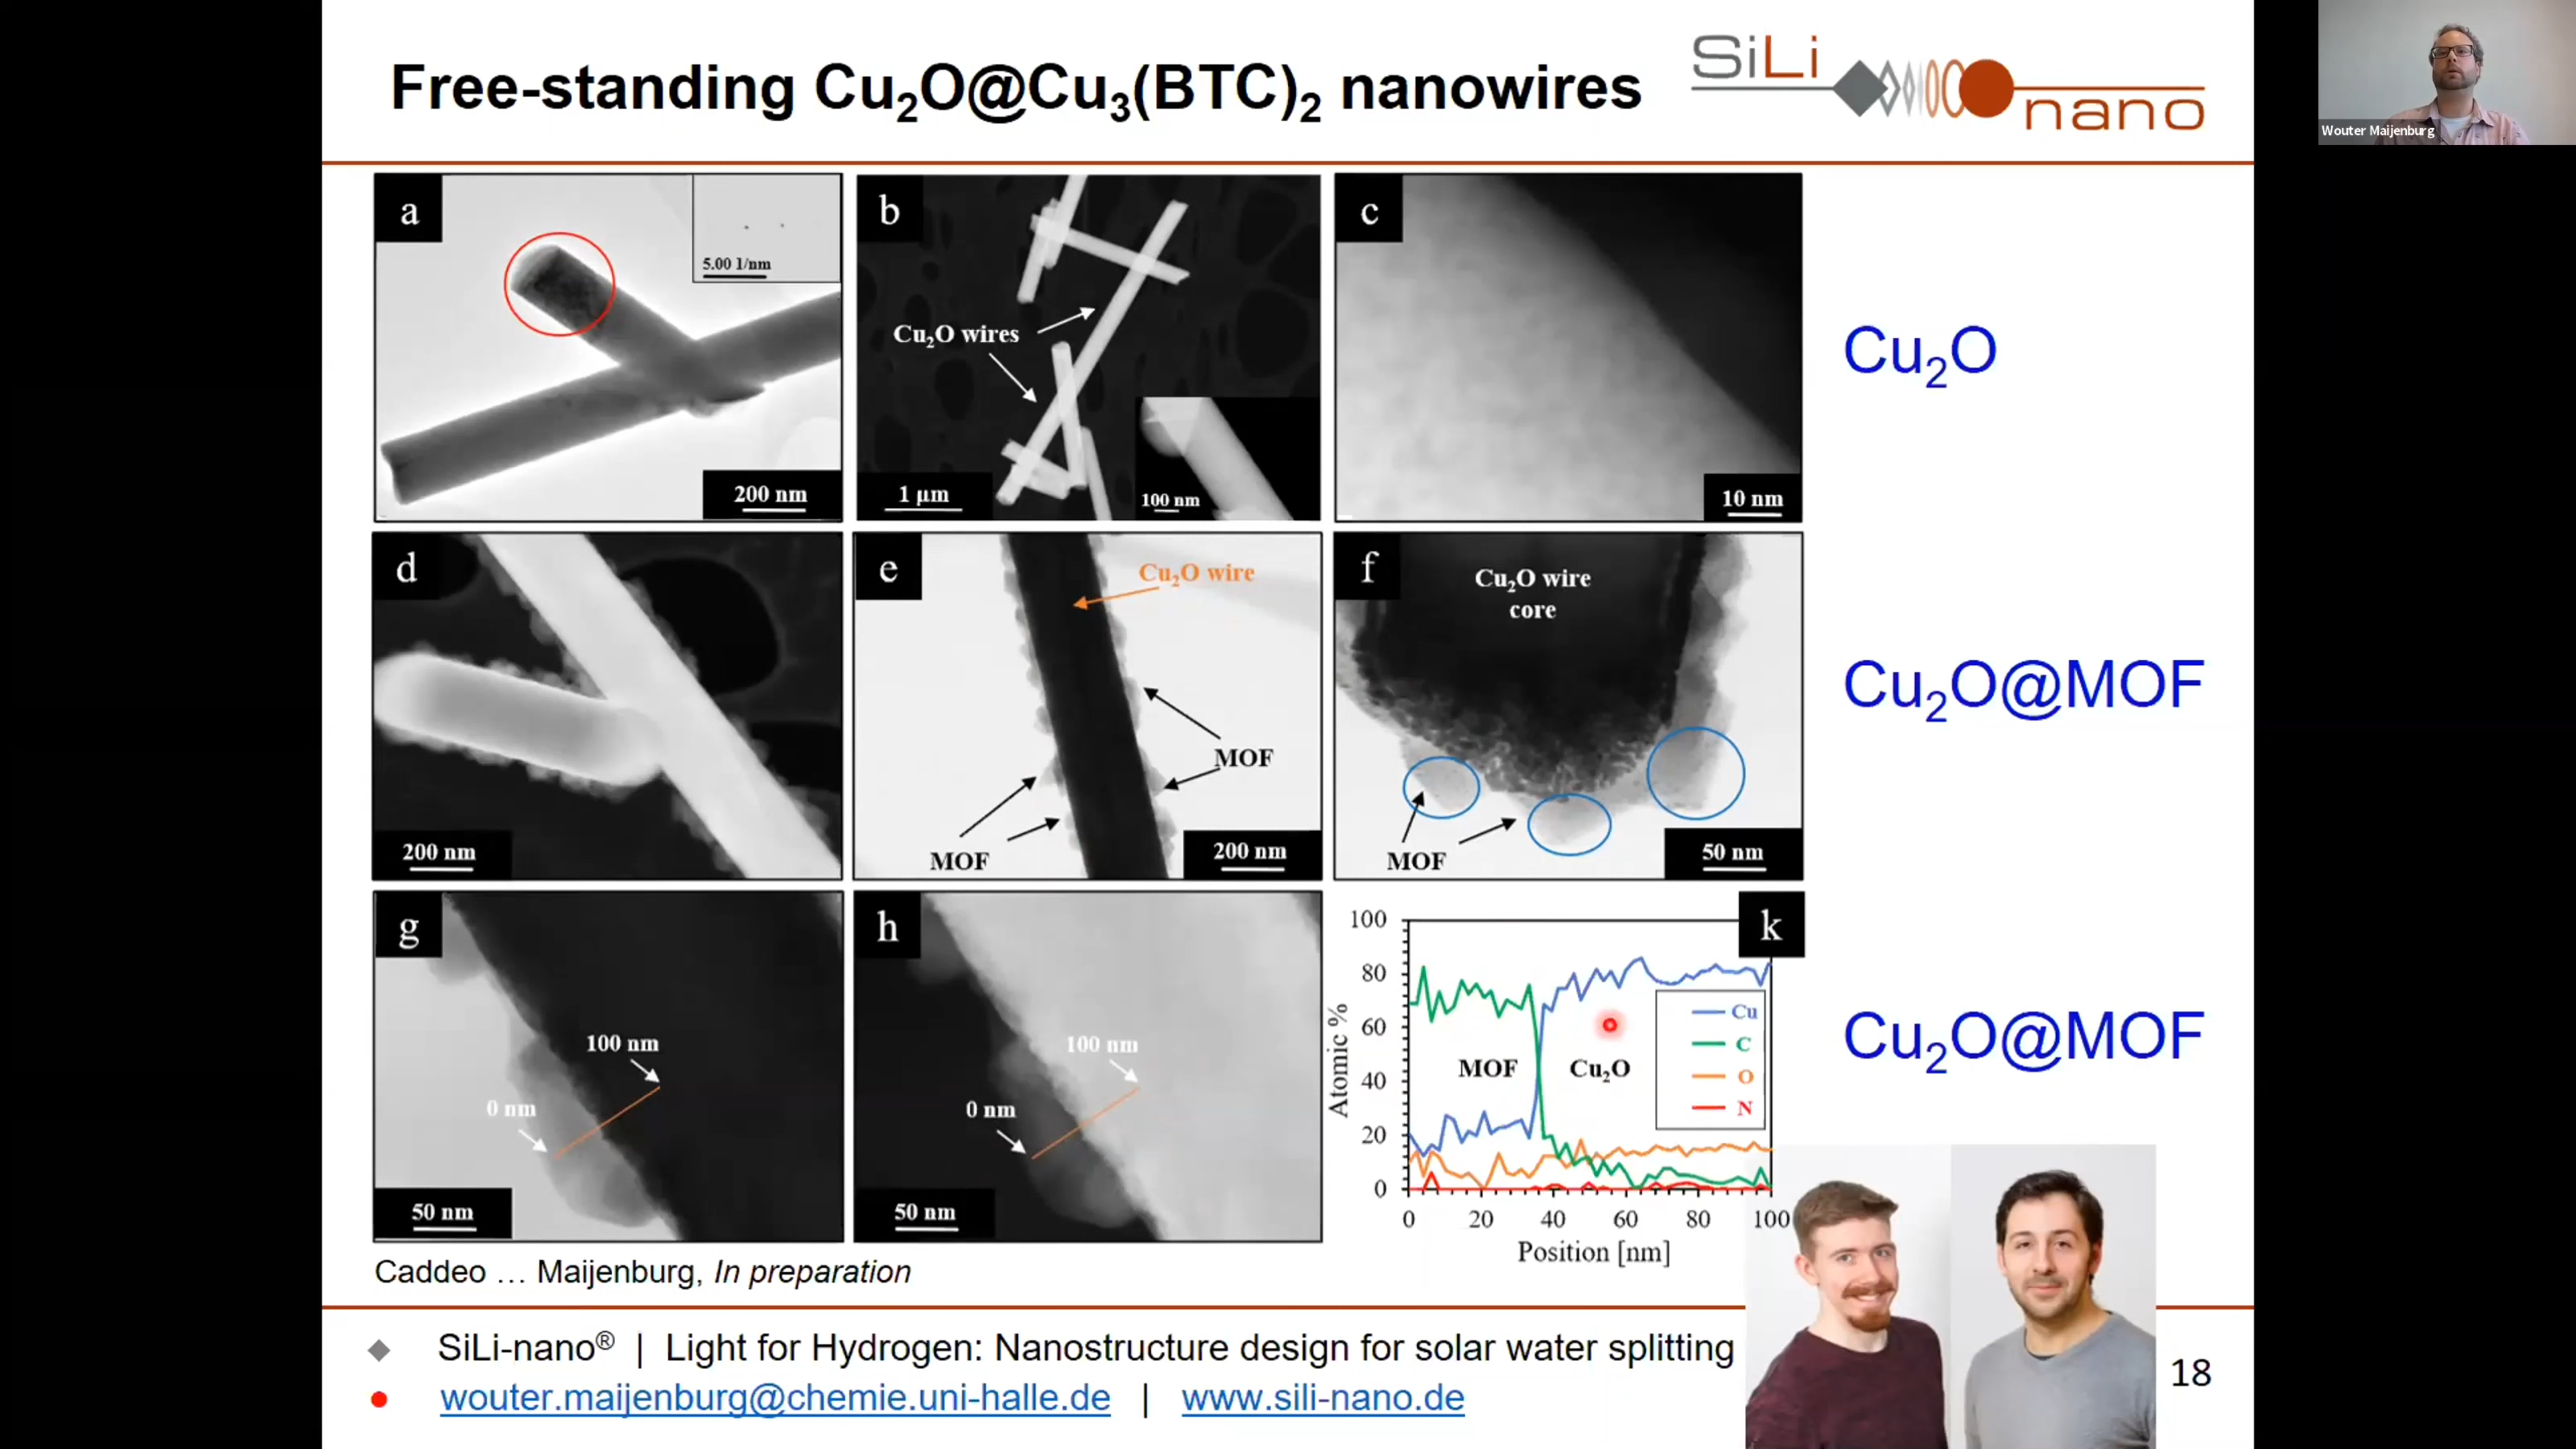 Free-standing Cu₂O@Cu₃(BTC)₂ nanowires
SiLi
nano
Wouter Maijenburg
a
5.00 1/nm
200 nm
b
Cu₂O wires
1 µm
100 nm
c
10 nm
Cu₂O
d
200 nm
e
Cu₂O wire
MOF
MOF
200 nm
f
Cu₂O wire
core
MOF
50 nm
Cu₂O@MOF
g
100 nm
0 nm
50 nm
h
100 nm
0 nm
50 nm
k
100
80
60
40
20
0
Atomic %
MOF
Cu₂O
Cu
C
O
N
0 20 40 60 80 100
Position [nm]
Cu₂O@MOF
Caddeo … Maijenburg, In preparation
SiLi-nano® | Light for Hydrogen: Nanostructure design for solar water splitting
wouter.maijenburg@chemie.uni-halle.de | www.sili-nano.de
18